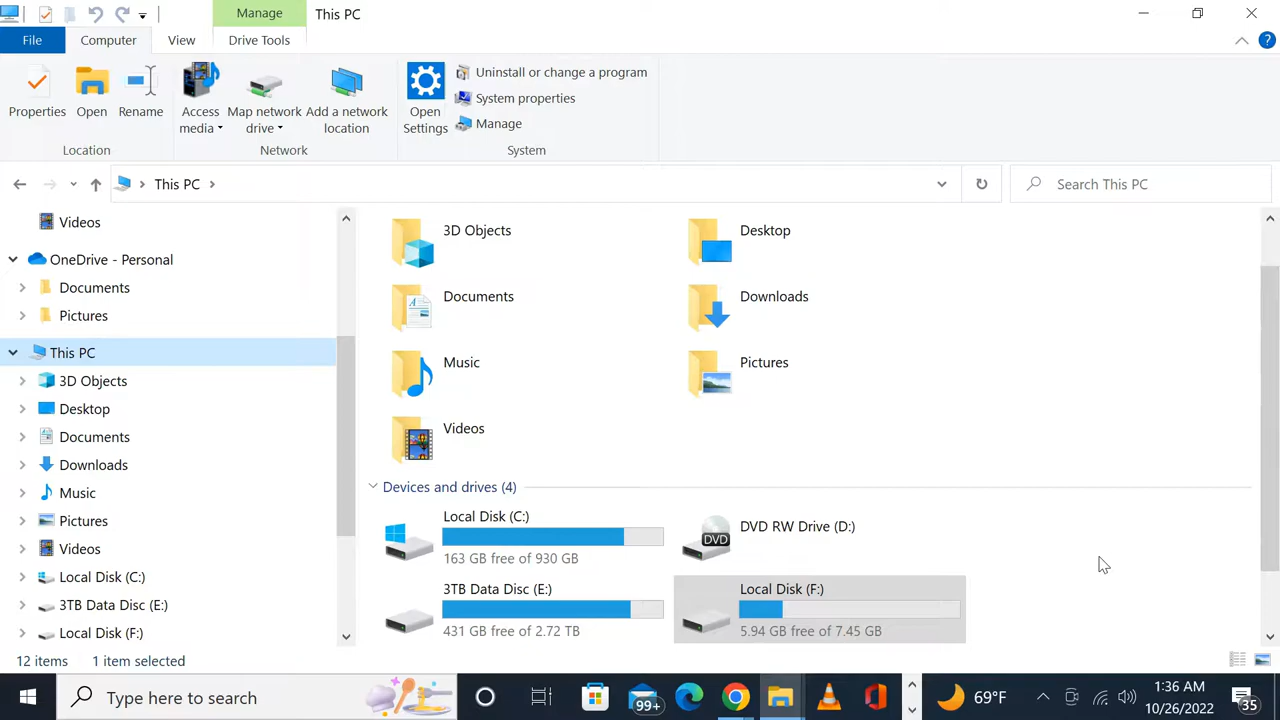 Manage
This PC
File
Computer
View
Drive Tools
?
Properties
Open
Rename
Access media
Map network drive
Add a network location
Open Settings
Uninstall or change a program
System properties
Manage
Location
Network
System
This PC
Search This PC
Videos
OneDrive - Personal
Documents
Pictures
This PC
3D Objects
Desktop
Documents
Downloads
Music
Pictures
Videos
Local Disk (C:)
3TB Data Disc (E:)
Local Disk (F:)
3D Objects
Desktop
Documents
Downloads
Music
Pictures
Videos
Devices and drives (4)
Local Disk (C:)
163 GB free of 930 GB
DVD
DVD RW Drive (D:)
3TB Data Disc (E:)
431 GB free of 2.72 TB
Local Disk (F:)
5.94 GB free of 7.45 GB
12 items
1 item selected
Type here to search
99+
69°F
1:36 AM
10/26/2022
35